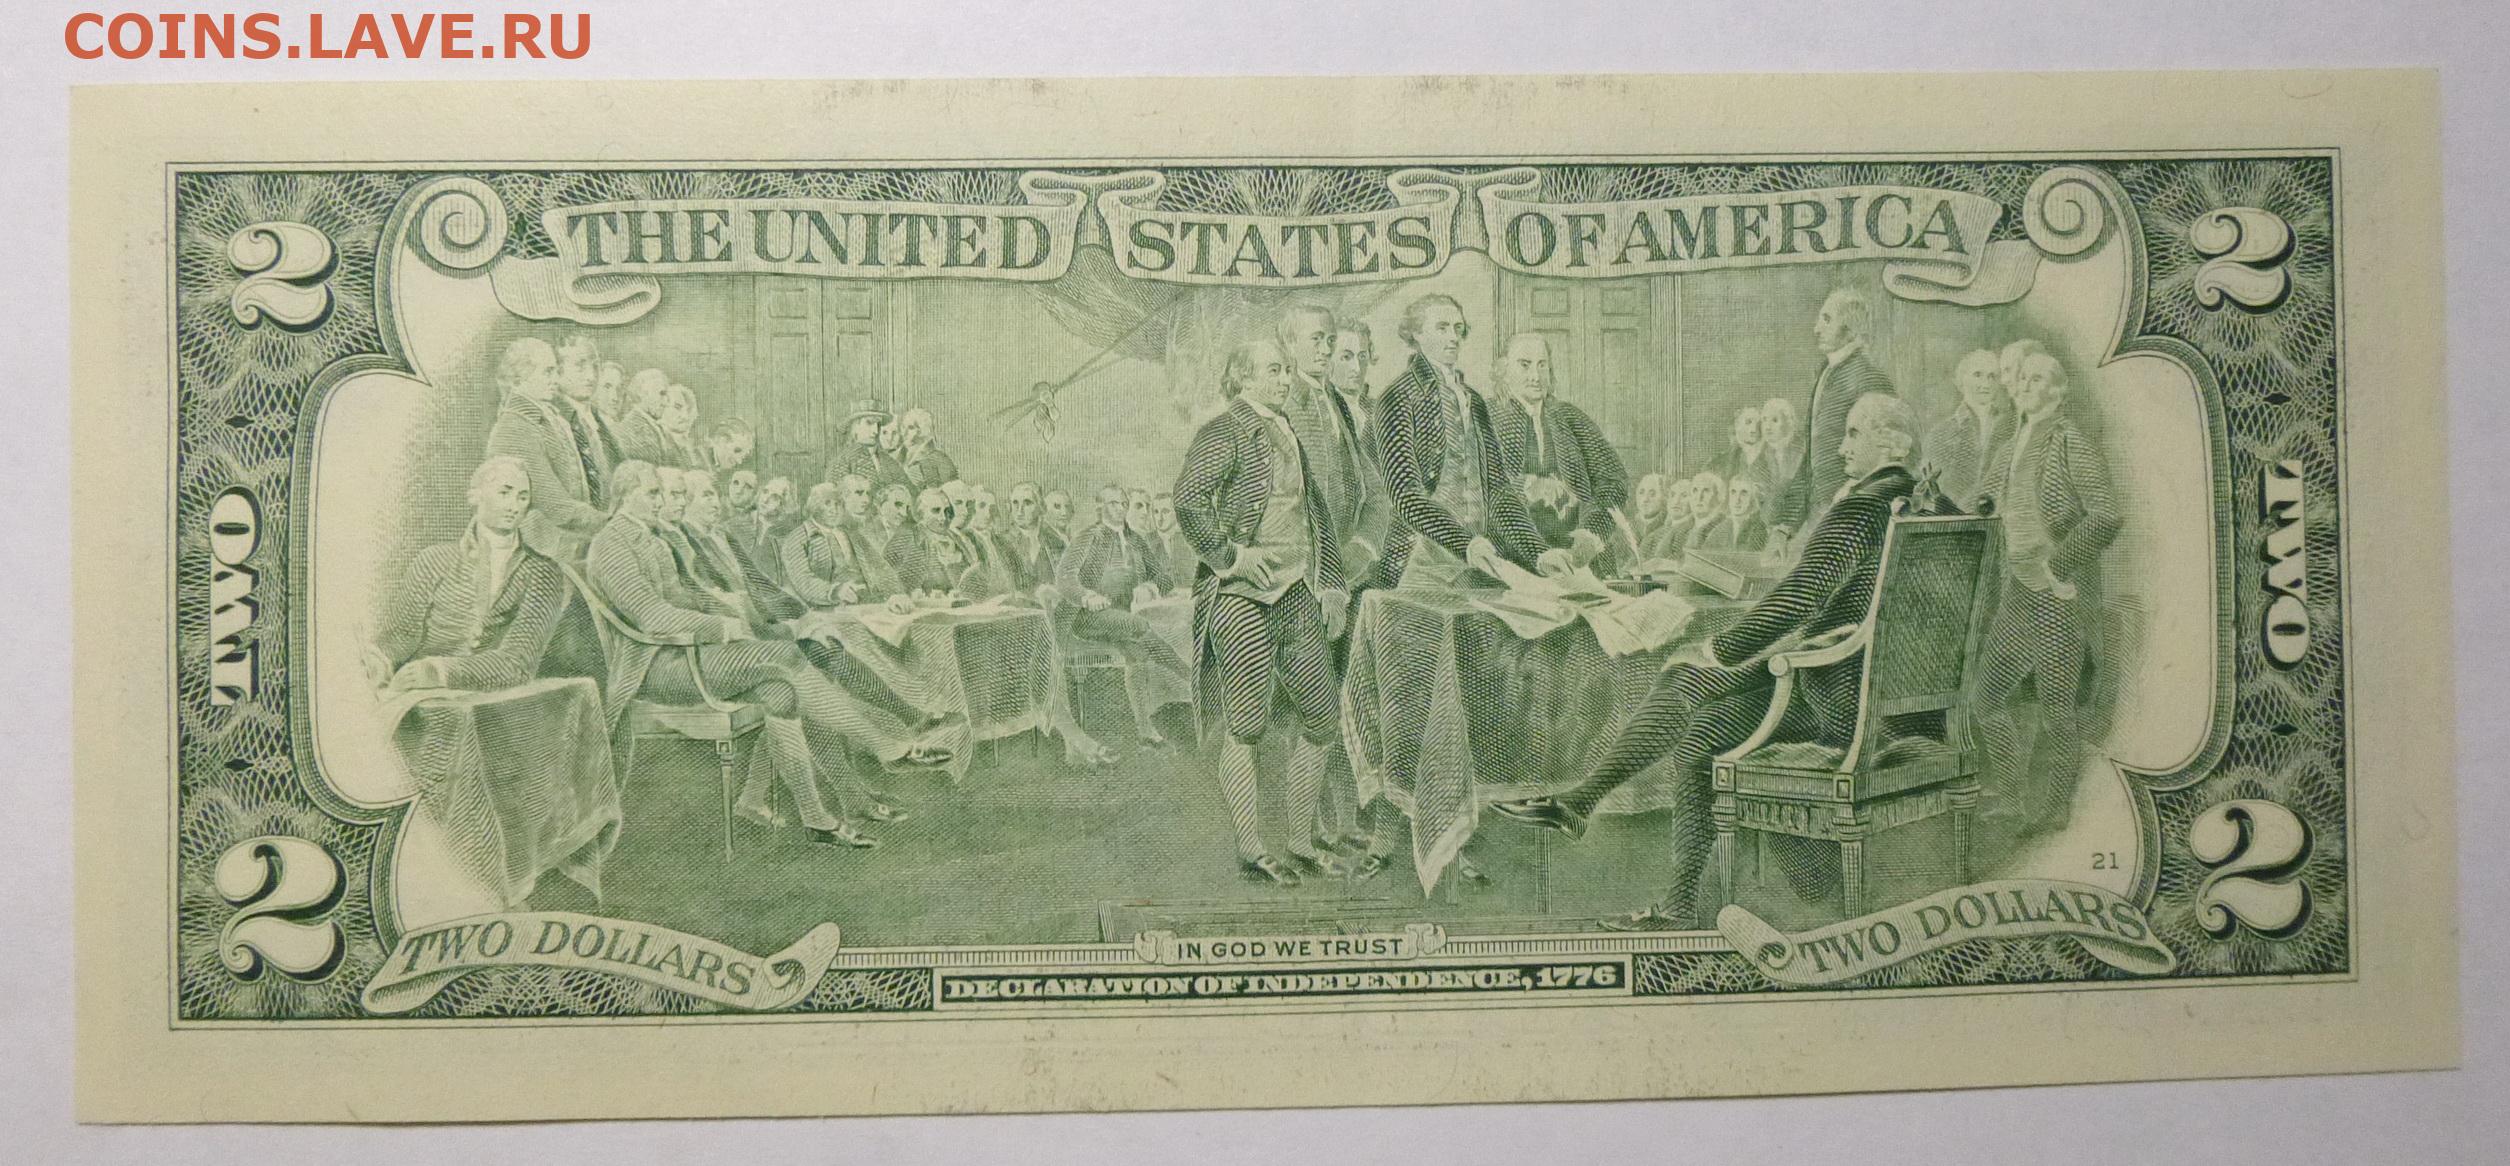 COINS.LAVE.RU
THE UNITED STATES OF AMERICA
2
2
TWO
TWO
21
2
2
TWO DOLLARS
IN GOD WE TRUST
TWO DOLLARS
DECLARATION OF INDEPENDENCE, 1776